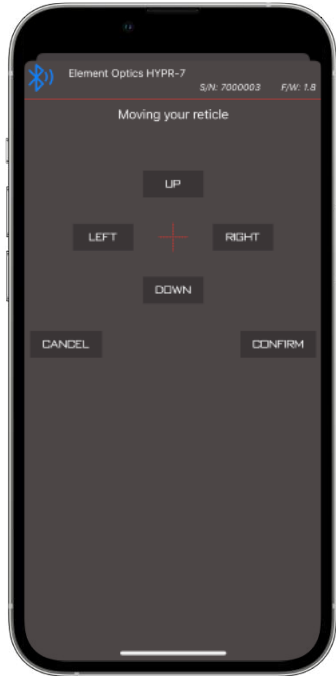 Element Optics HYPR-7
S/N: 7000003 F/W: 1.8
Moving your reticle
UP
LEFT RIGHT
DOWN
CANCEL CONFIRM